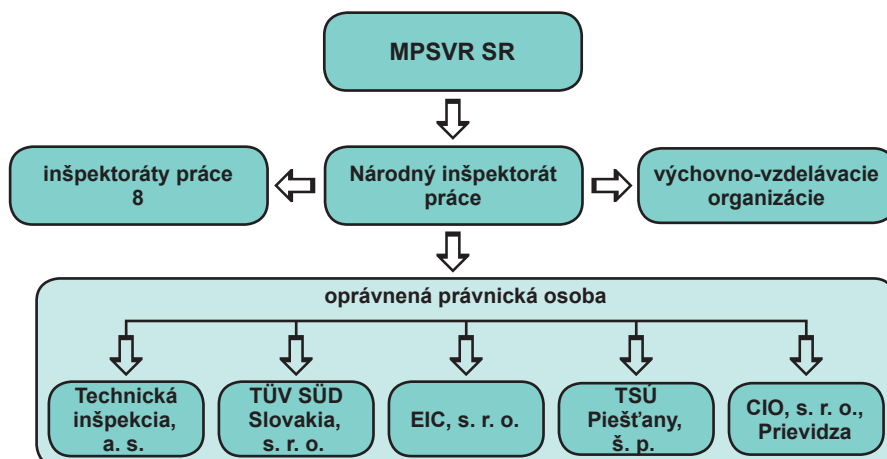 MPSVR SR
inšpektoráty práce
8
Národný inšpektorát
práce
výchovno-vzdelávacie
organizácie
oprávnená právnická osoba
Technická
inšpekcia,
a. s.
TÜV SÜD
Slovakia,
s. r. o.
EIC, s. r. o.
TSÚ
Piešťany,
š. p.
CIO, s. r. o.,
Prievidza